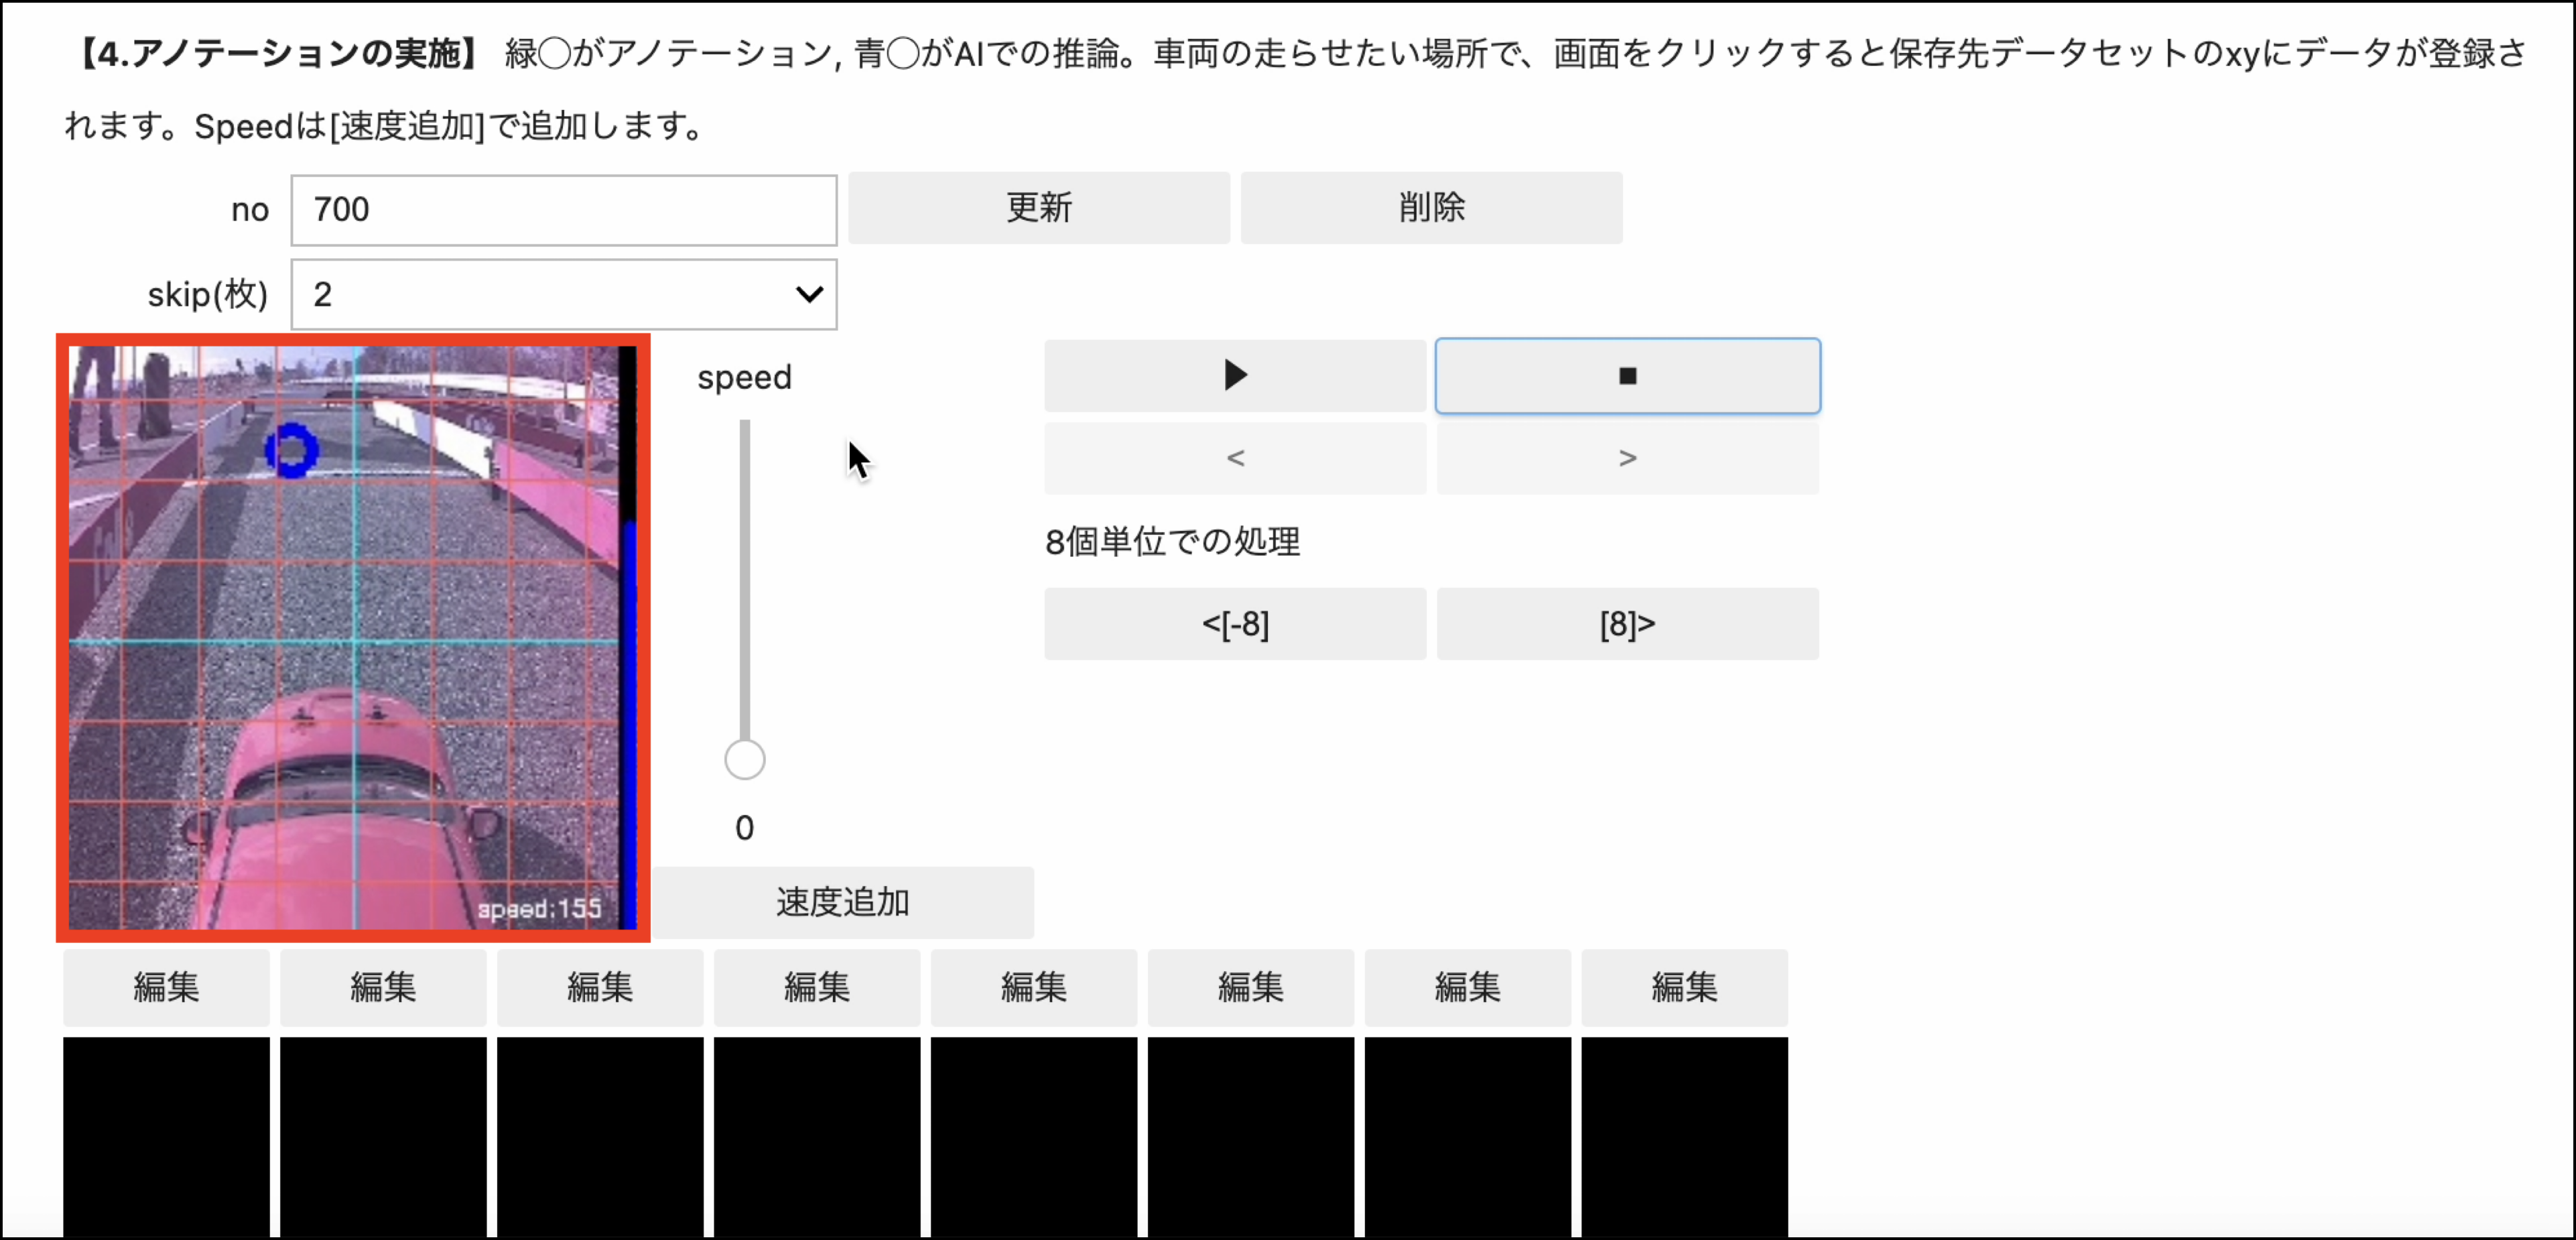 【4.アノテーションの実施】 緑◯がアノテーション, 青◯がAIでの推論。車両の走らせたい場所で、画面をクリックすると保存先データセットのxyにデータが登録さ
れます。Speedは[速度追加]で追加します。
no 700 更新 削除
skip(枚) 2
speed ▶ ■
< >
8個単位での処理
<[-8] [8]>
0
速度追加
speed:155
編集 編集 編集 編集 編集 編集 編集 編集